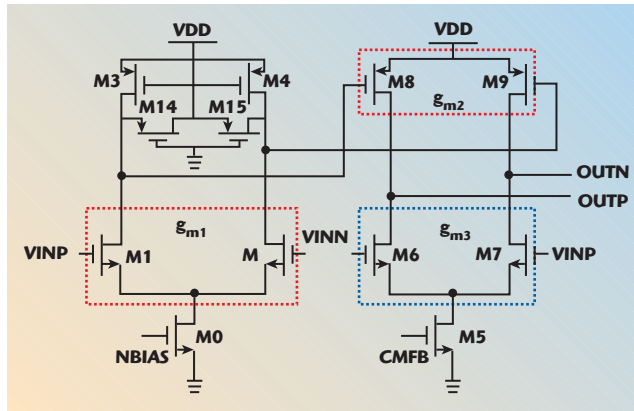 VDD
VDD
M3
M4
M14
M15
M8
M9
gm2
OUTN
OUTP
gm1
gm3
VINP
M1
M
VINN
M6
M7
VINP
M0
M5
NBIAS
CMFB